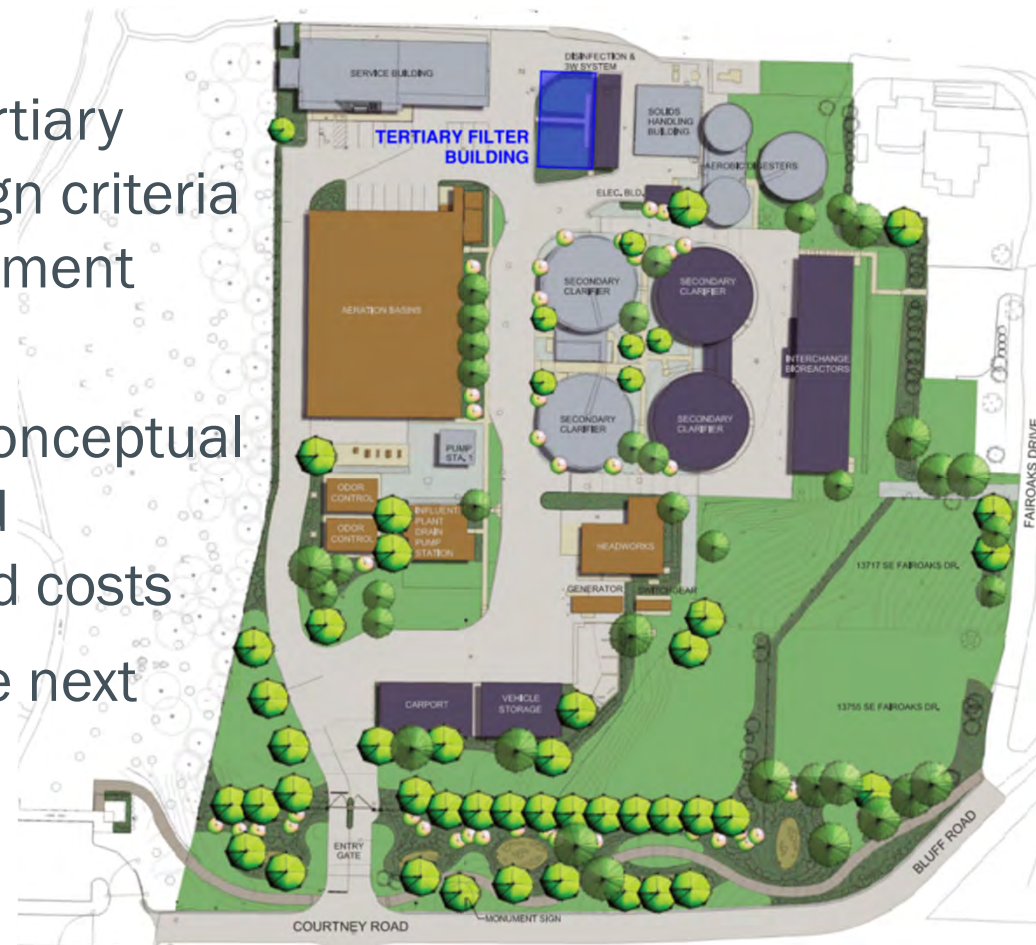 rtiary
gn criteria
ment
onceptual
l
d costs
e next
SERVICE BUILDING
DISINFECTION &
3W SYSTEM
TERTIARY FILTER
BUILDING
SOLIDS
HANDLING
BUILDING
AEROBIC DIGESTERS
ELEC. BLD.
AERATION BASINS
SECONDARY
CLARIFIER
SECONDARY
CLARIFIER
INTERCHANGE
BIOREACTORS
SECONDARY
CLARIFIER
SECONDARY
CLARIFIER
PUMP
STA. 1
ODOR
CONTROL
ODOR
CONTROL
INFLUENT
PLANT
DRAIN
PUMP
STATION
HEADWORKS
GENERATOR
SWITCHGEAR
13717 SE FAIROAKS DR.
FAIROAKS DRIVE
CARPORT
VEHICLE
STORAGE
13755 SE FAIROAKS DR.
ENTRY
GATE
BLUFF ROAD
MONUMENT SIGN
COURTNEY ROAD